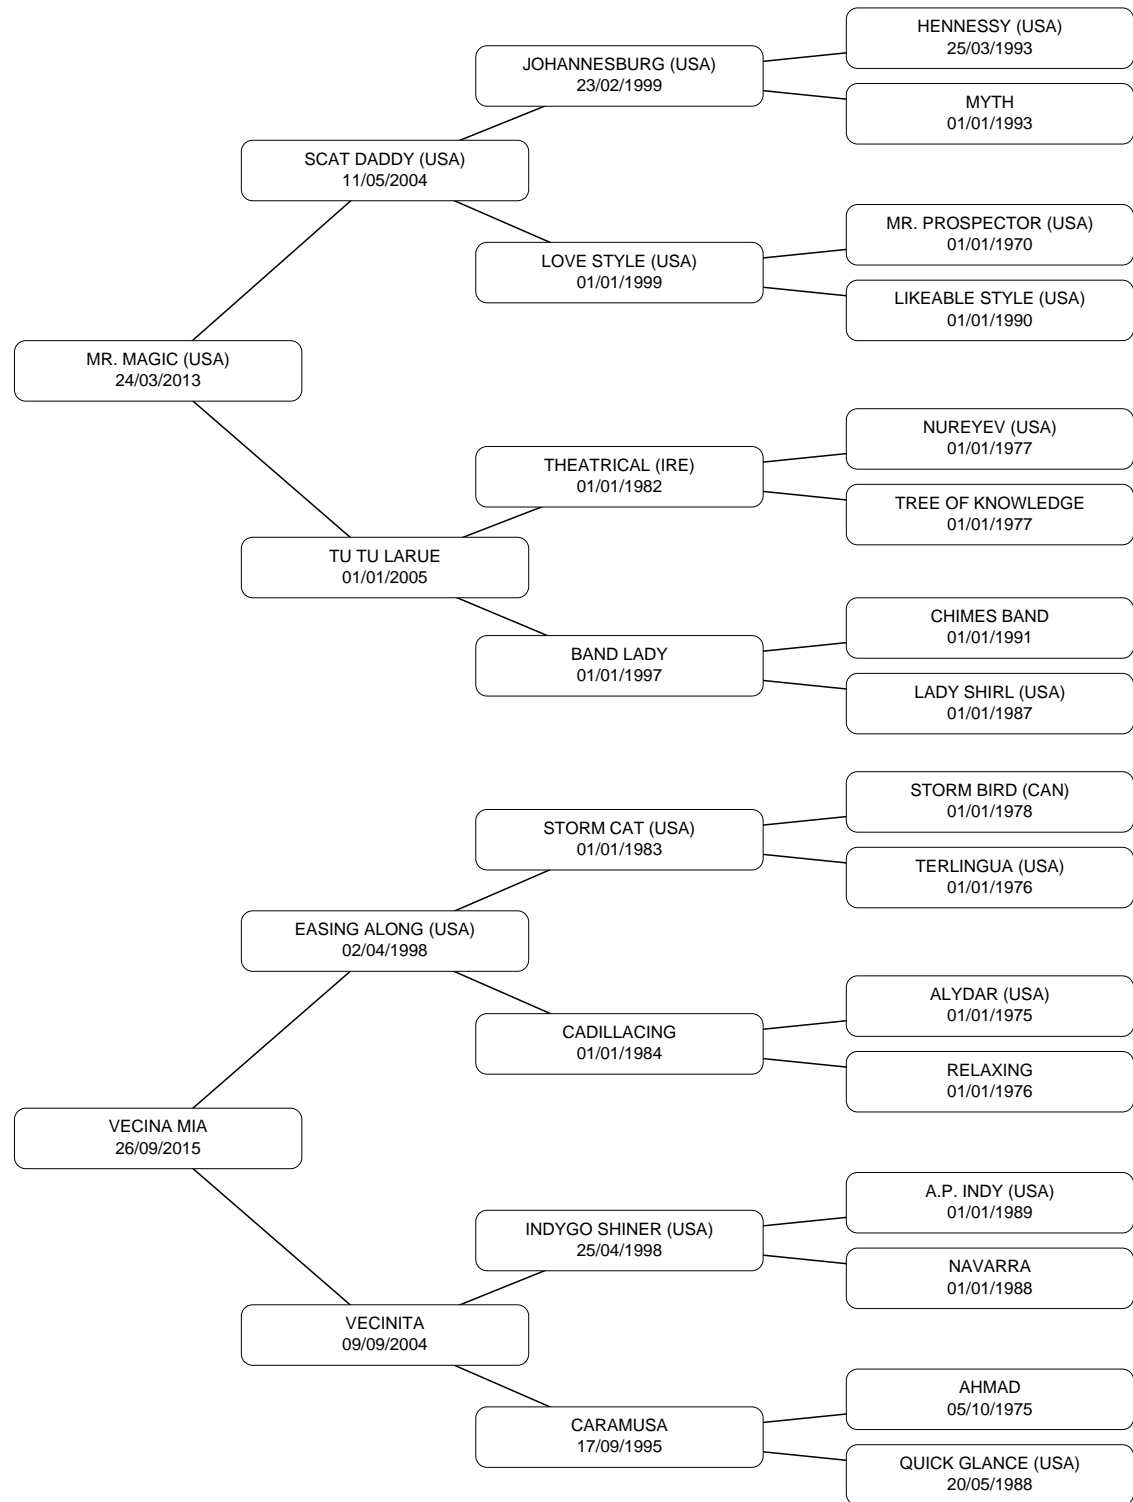 HENNESSY (USA)
25/03/1993
JOHANNESBURG (USA)
23/02/1999
MYTH
01/01/1993
SCAT DADDY (USA)
11/05/2004
MR. PROSPECTOR (USA)
01/01/1970
LOVE STYLE (USA)
01/01/1999
LIKEABLE STYLE (USA)
01/01/1990
MR. MAGIC (USA)
24/03/2013
NUREYEV (USA)
01/01/1977
THEATRICAL (IRE)
01/01/1982
TREE OF KNOWLEDGE
01/01/1977
TU TU LARUE
01/01/2005
CHIMES BAND
01/01/1991
BAND LADY
01/01/1997
LADY SHIRL (USA)
01/01/1987
STORM BIRD (CAN)
01/01/1978
STORM CAT (USA)
01/01/1983
TERLINGUA (USA)
01/01/1976
EASING ALONG (USA)
02/04/1998
ALYDAR (USA)
01/01/1975
CADILLACING
01/01/1984
RELAXING
01/01/1976
VECINA MIA
26/09/2015
A.P. INDY (USA)
01/01/1989
INDYGO SHINER (USA)
25/04/1998
NAVARRA
01/01/1988
VECINITA
09/09/2004
AHMAD
05/10/1975
CARAMUSA
17/09/1995
QUICK GLANCE (USA)
20/05/1988